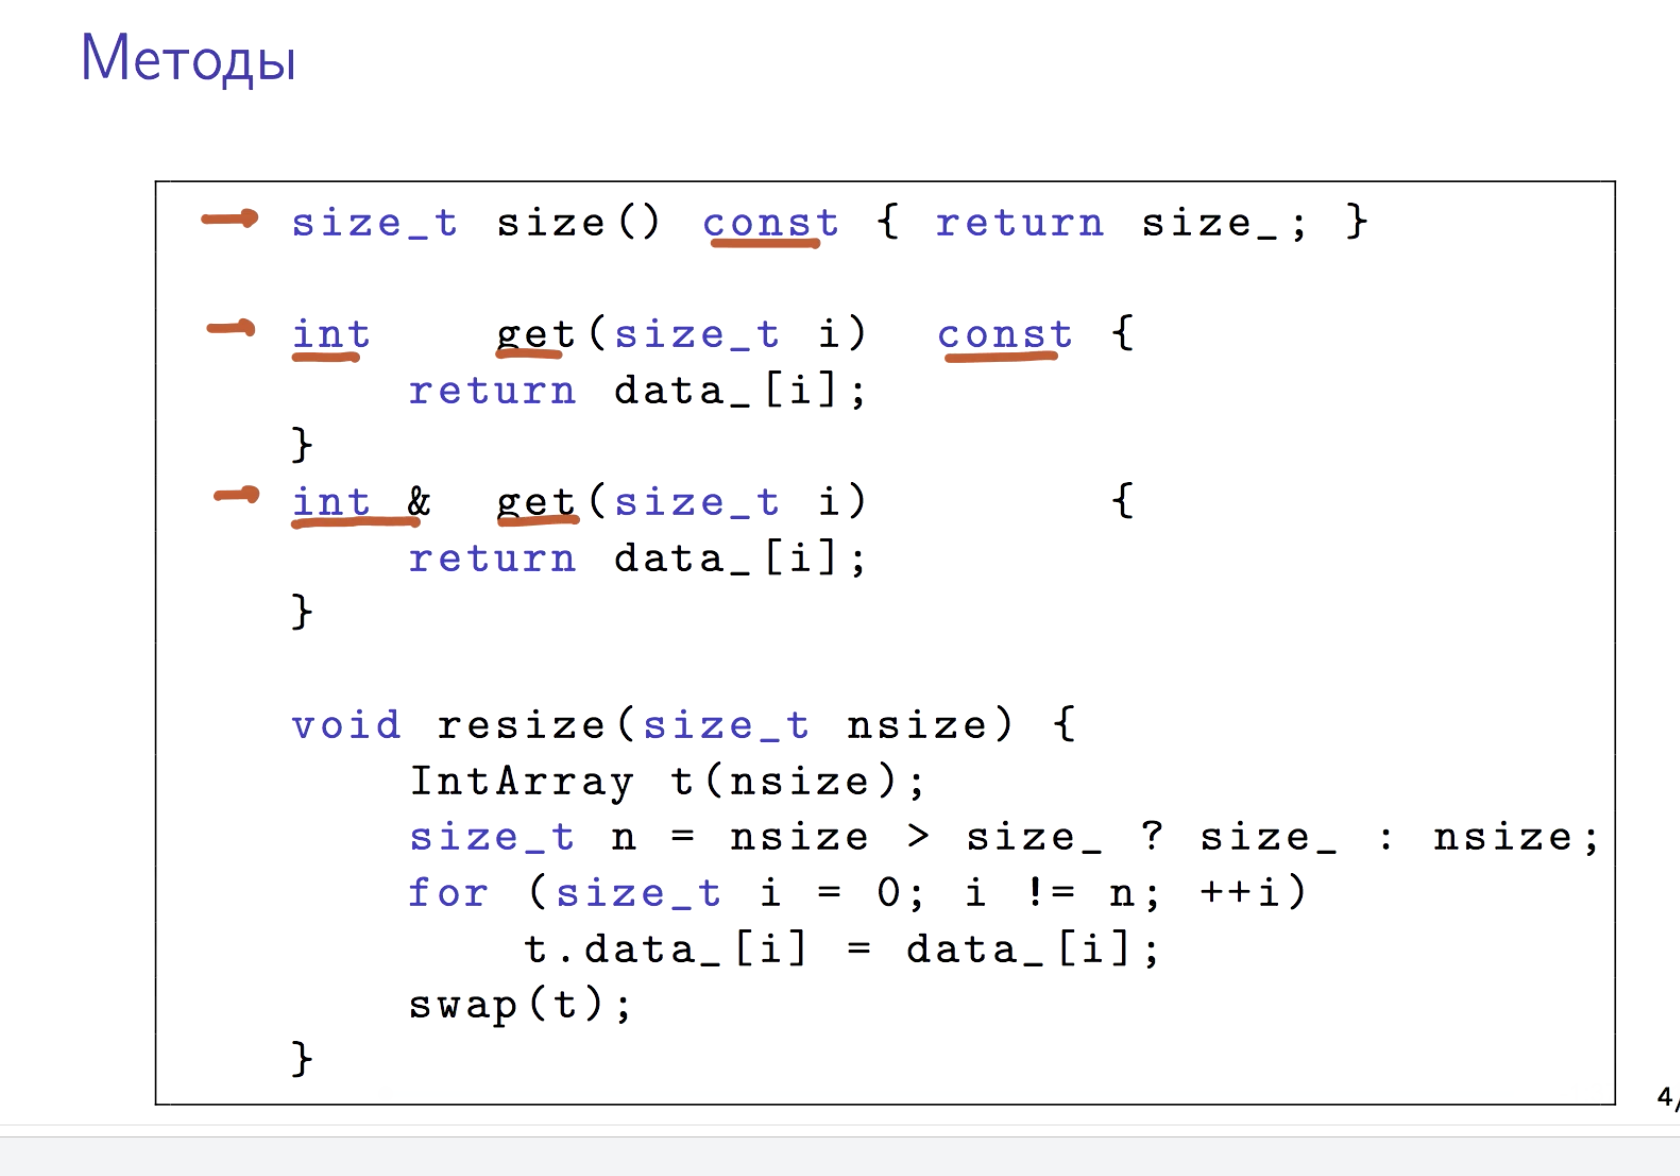 Методы
size_t size() const { return size_; }
int get(size_t i) const {
return data_[i];
}
int & get(size_t i) {
return data_[i];
}
void resize(size_t nsize) {
IntArray t(nsize);
size_t n = nsize > size_ ? size_ : nsize;
for (size_t i = 0; i != n; ++i)
t.data_[i] = data_[i];
swap(t);
}
4/